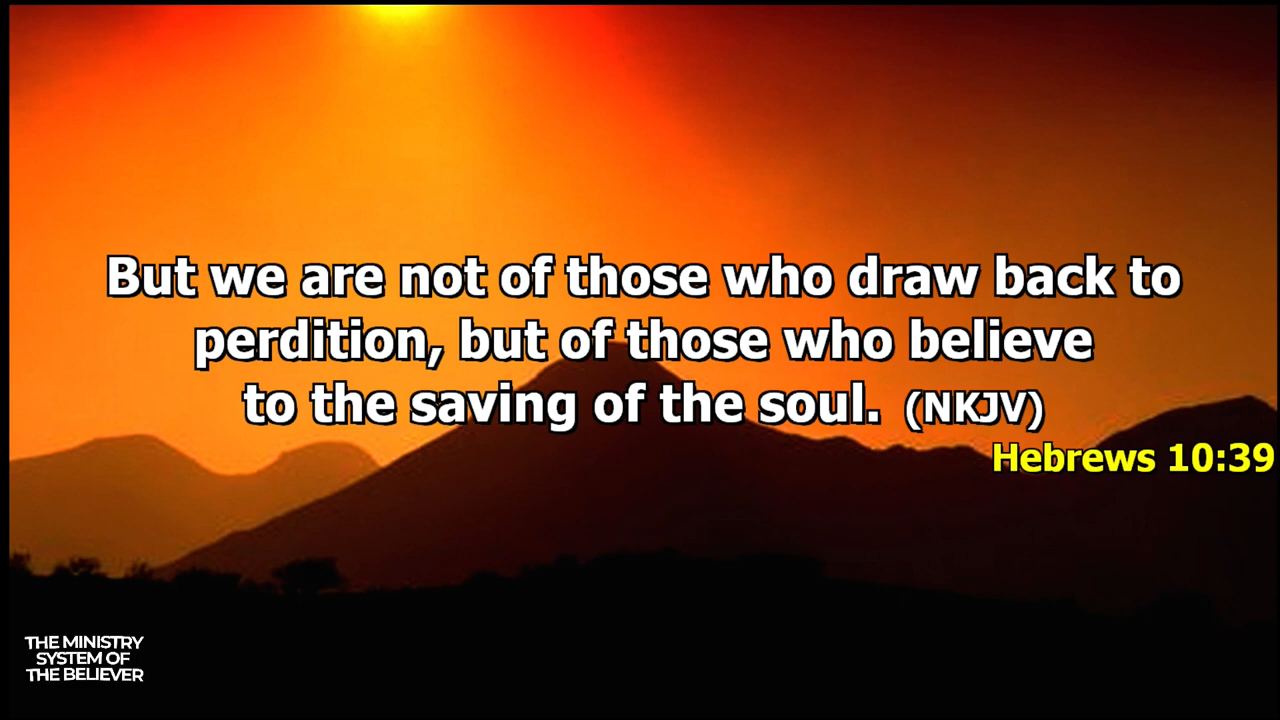 But we are not of those who draw back to
perdition, but of those who believe
to the saving of the soul. (NKJV)
Hebrews 10:39
THE MINISTRY
SYSTEM OF
THE BELIEVER